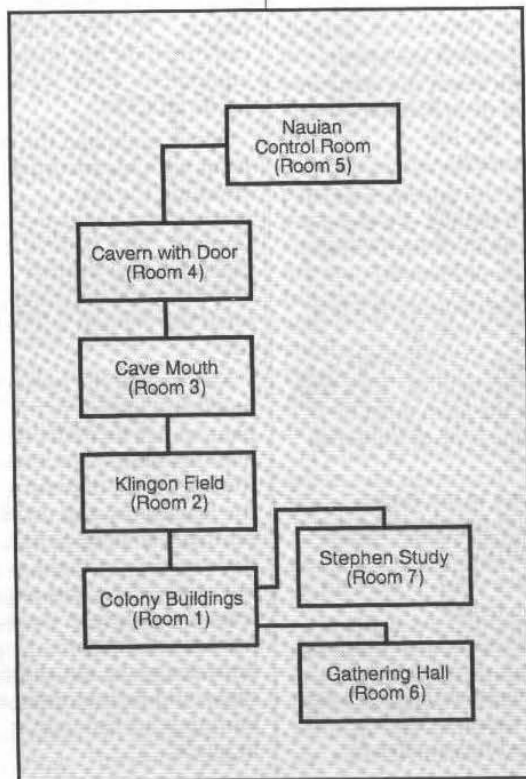 Nauian
Control Room
(Room 5)
Cavern with Door
(Room 4)
Cave Mouth
(Room 3)
Klingon Field
(Room 2)
Stephen Study
(Room 7)
Colony Buildings
(Room 1)
Gathering Hall
(Room 6)